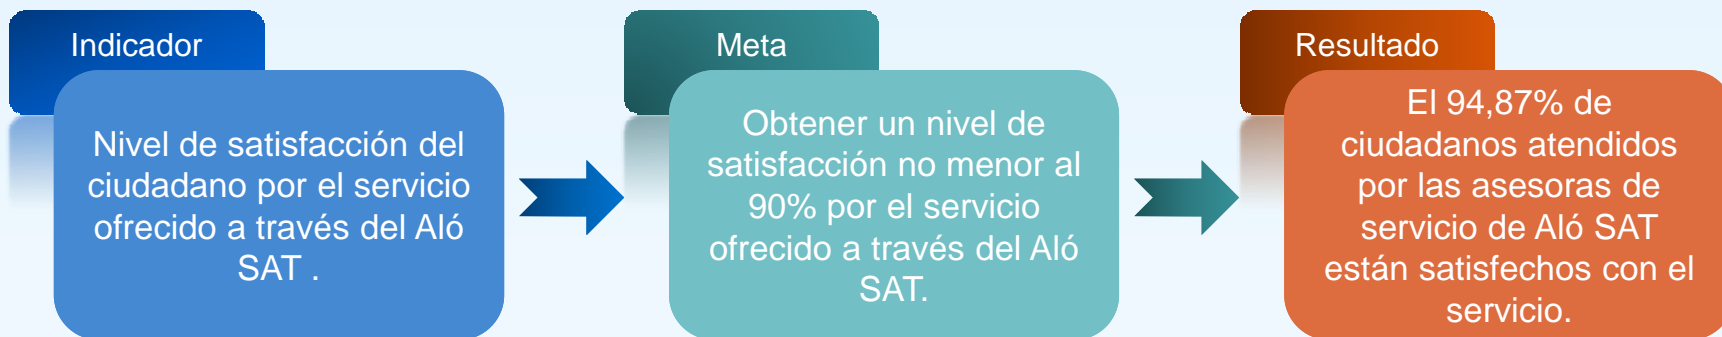 Indicador
Nivel de satisfacción del
ciudadano por el servicio
ofrecido a través del Aló
SAT .
Meta
Obtener un nivel de
satisfacción no menor al
90% por el servicio
ofrecido a través del Aló
SAT.
Resultado
El 94,87% de
ciudadanos atendidos
por las asesoras de
servicio de Aló SAT
están satisfechos con el
servicio.